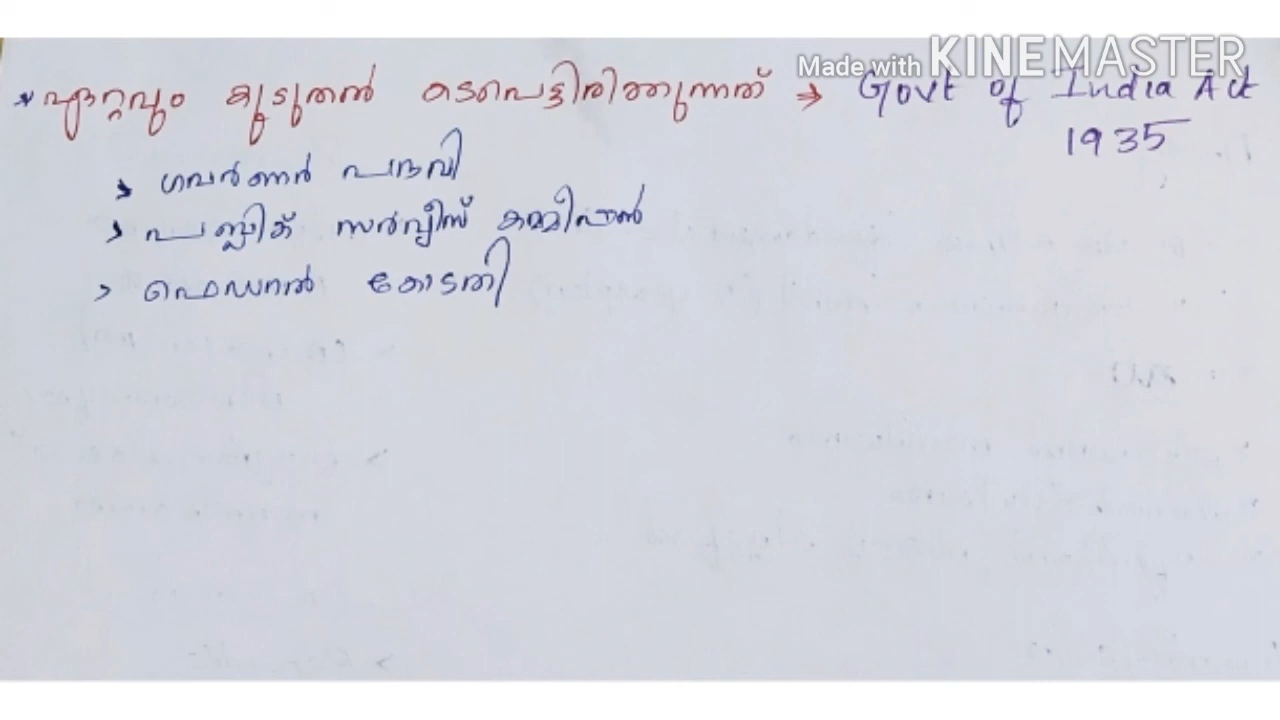 Made with KINEMASTER
* ഏറ്റവും കൂടുതൽ കടപ്പെട്ടിരിക്കുന്നത് → Govt of India Act
1935
> ഗവർണർ പദവി
> പബ്ലിക് സർവ്വീസ് കമ്മീഷൻ
> ഫെഡറൽ കോടതി